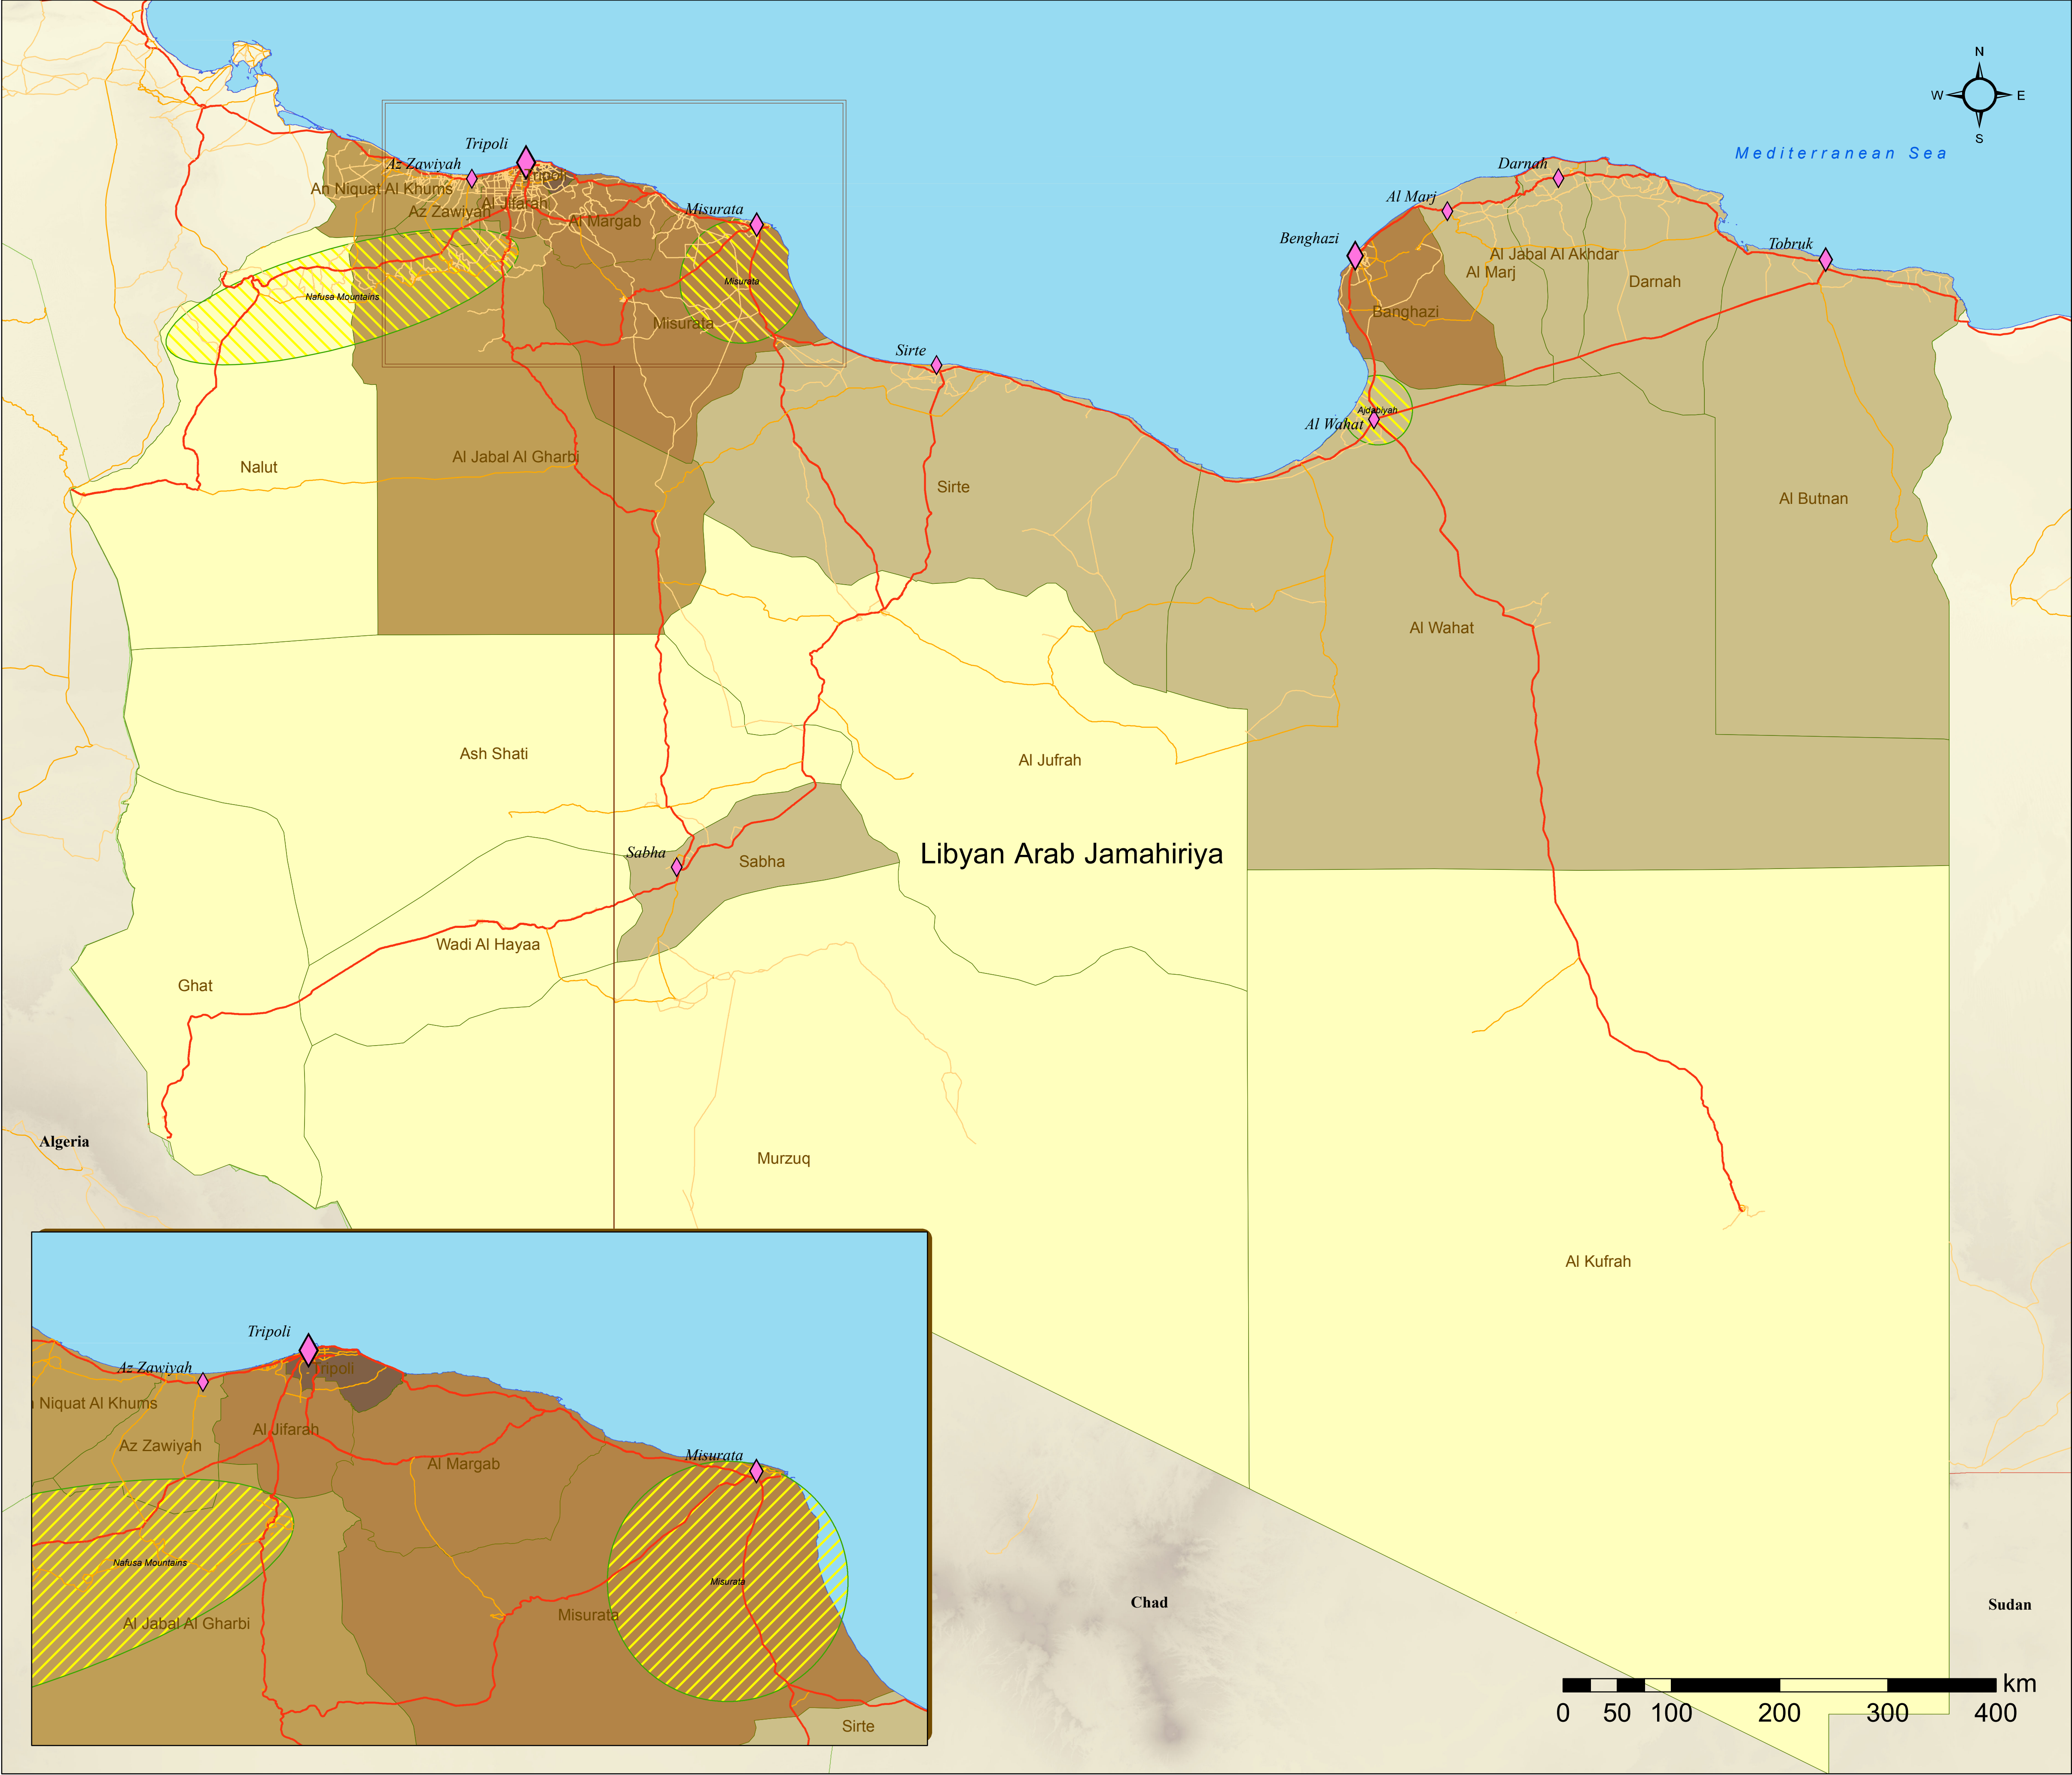 N
W E
S
Mediterranean Sea
Tripoli
Az Zawiyah
Tripoli
An Niquat Al Khums
Al Jifarah
Az Zawiyah
Al Margab
Misurata
Misurata
Nafusa Mountains
Misurata
Darnah
Al Marj
Benghazi
Tobruk
Al Jabal Al Akhdar
Al Marj
Darnah
Banghazi
Sirte
Ajdabiyah
Al Wahat
Nalut
Al Jabal Al Gharbi
Sirte
Al Butnan
Al Wahat
Ash Shati
Al Jufrah
Sabha
Sabha
Libyan Arab Jamahiriya
Wadi Al Hayaa
Ghat
Algeria
Murzuq
Al Kufrah
Chad
Sudan
Tripoli
Az Zawiyah
Tripoli
Niquat Al Khums
Al Jifarah
Az Zawiyah
Al Margab
Misurata
Nafusa Mountains
Misurata
Misurata
Al Jabal Al Gharbi
Sirte
km
0 50 100 200 300 400